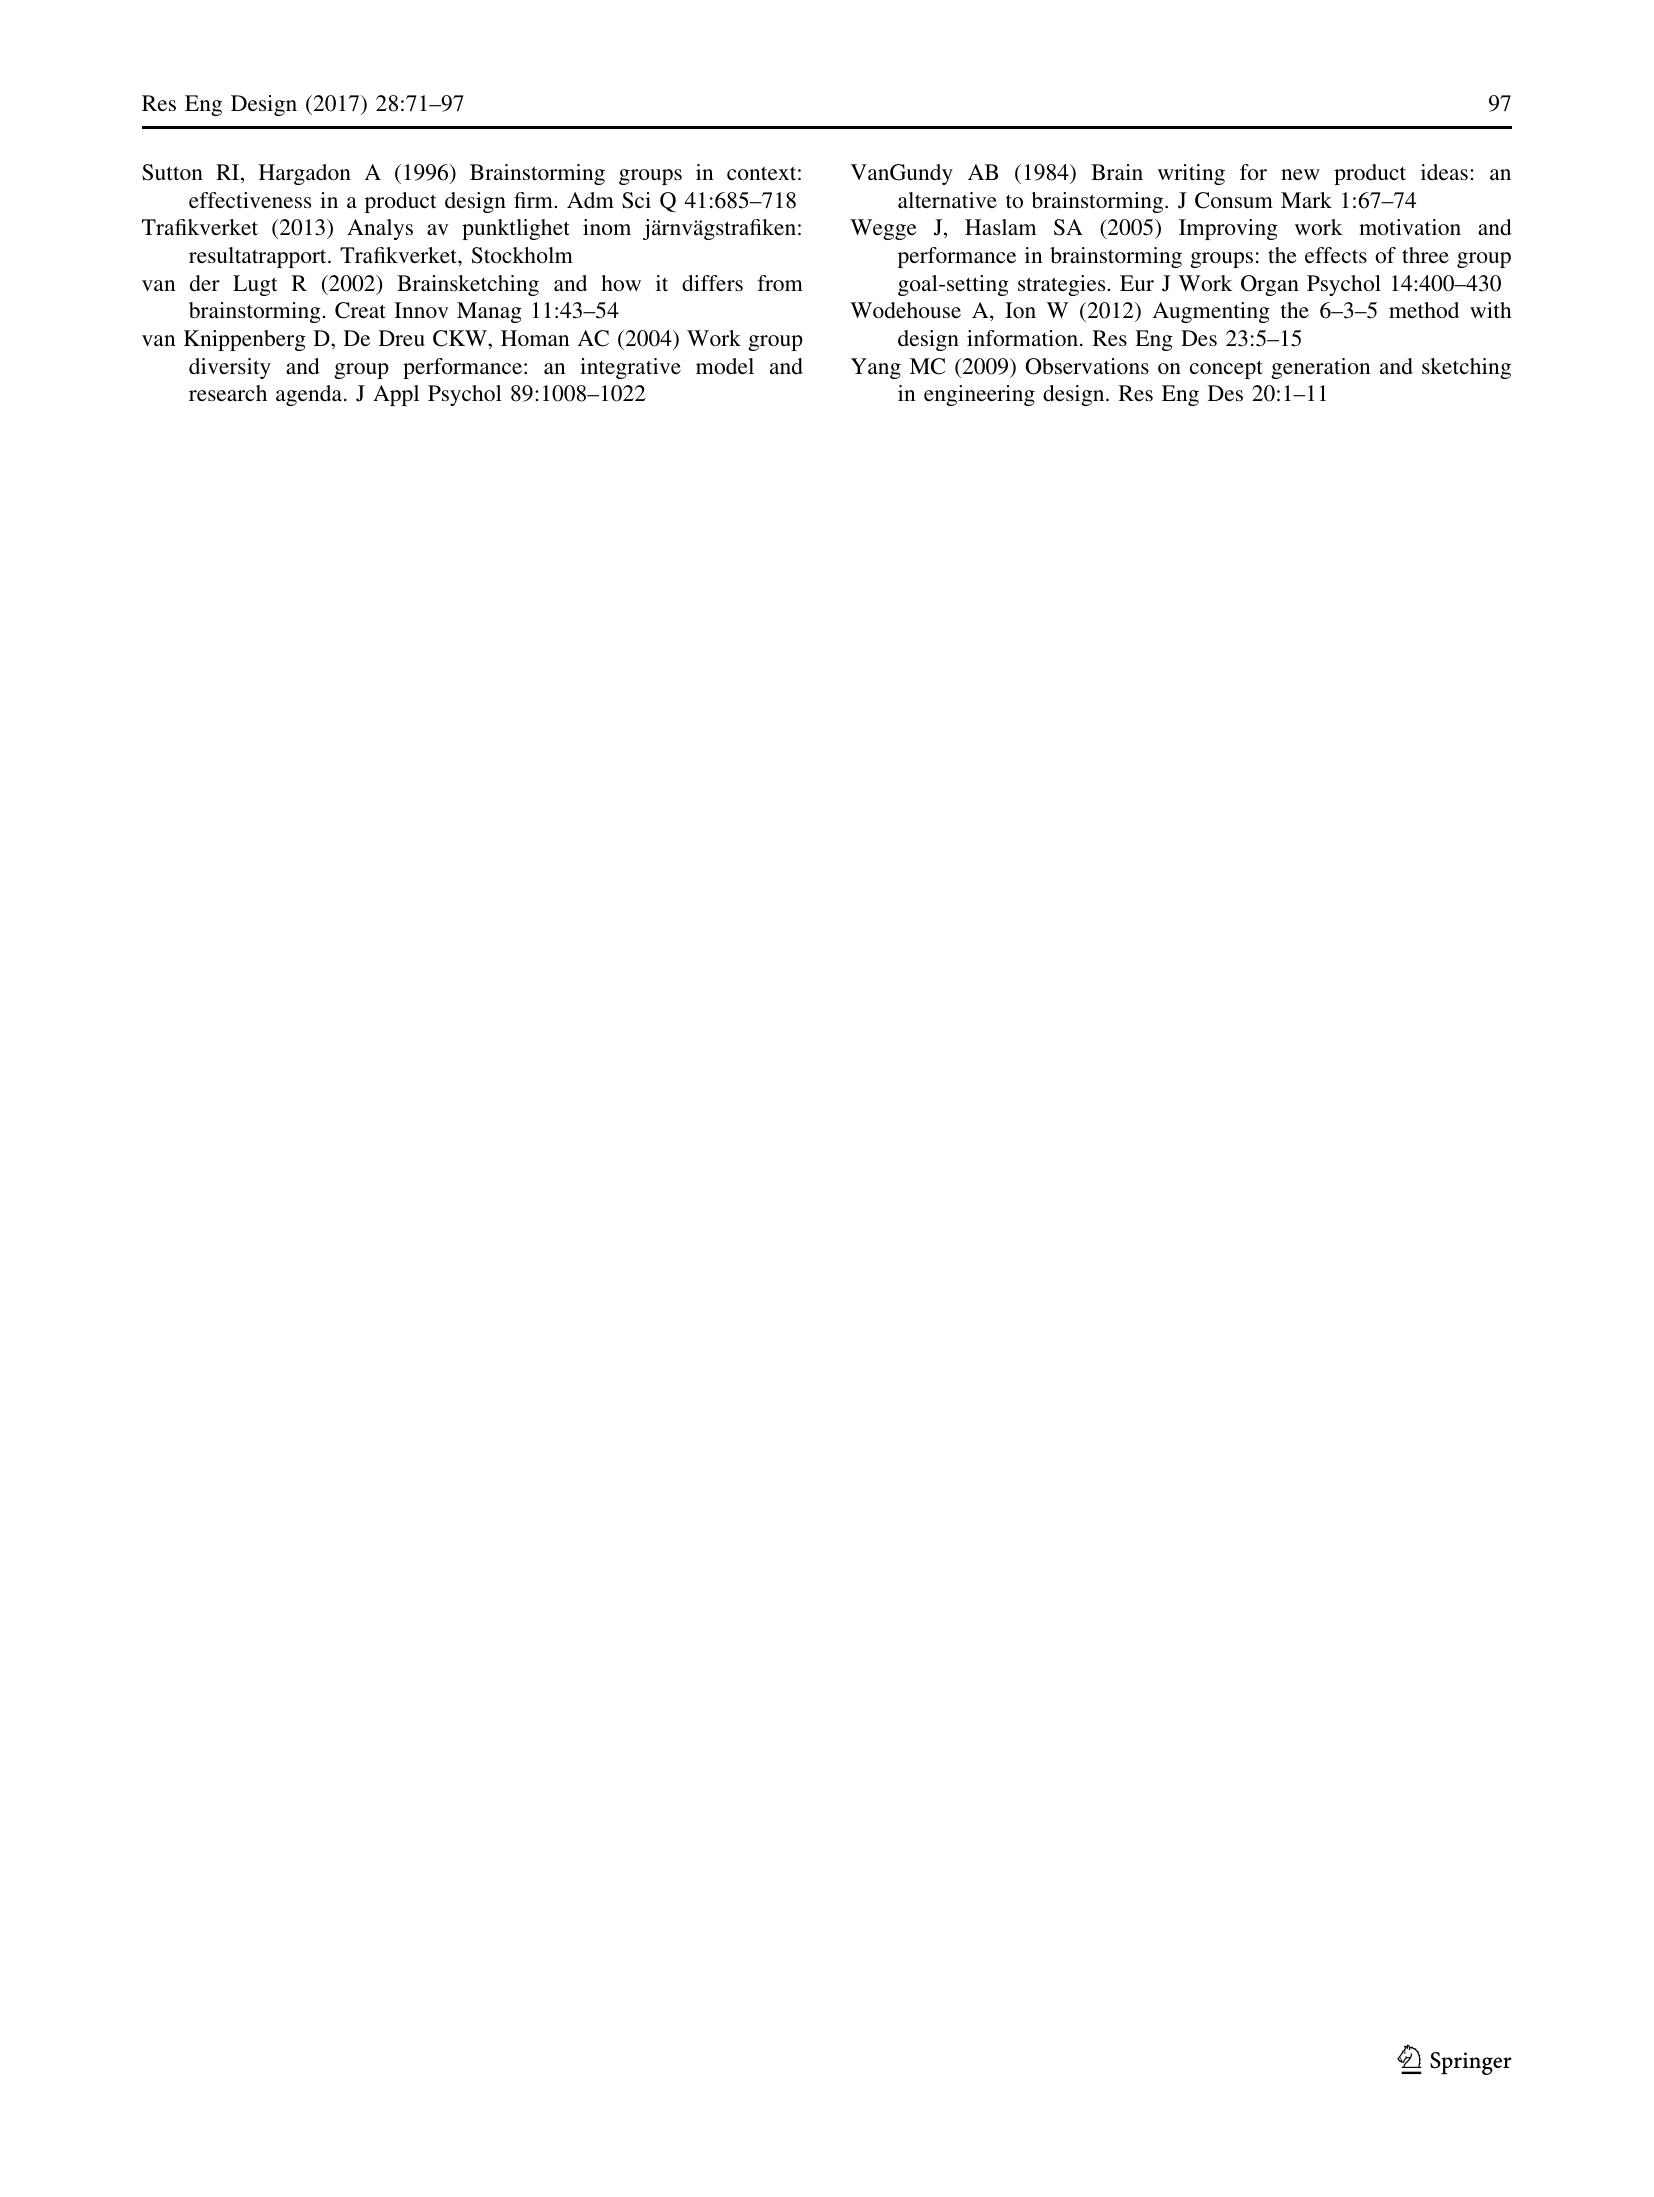 Res Eng Design (2017) 28:71–97
97
Sutton RI, Hargadon A (1996) Brainstorming groups in context:
effectiveness in a product design firm. Adm Sci Q 41:685–718
Trafikverket (2013) Analys av punktlighet inom järnvägstrafiken:
resultatrapport. Trafikverket, Stockholm
van der Lugt R (2002) Brainsketching and how it differs from
brainstorming. Creat Innov Manag 11:43–54
van Knippenberg D, De Dreu CKW, Homan AC (2004) Work group
diversity and group performance: an integrative model and
research agenda. J Appl Psychol 89:1008–1022
VanGundy AB (1984) Brain writing for new product ideas: an
alternative to brainstorming. J Consum Mark 1:67–74
Wegge J, Haslam SA (2005) Improving work motivation and
performance in brainstorming groups: the effects of three group
goal-setting strategies. Eur J Work Organ Psychol 14:400–430
Wodehouse A, Ion W (2012) Augmenting the 6–3–5 method with
design information. Res Eng Des 23:5–15
Yang MC (2009) Observations on concept generation and sketching
in engineering design. Res Eng Des 20:1–11
Springer